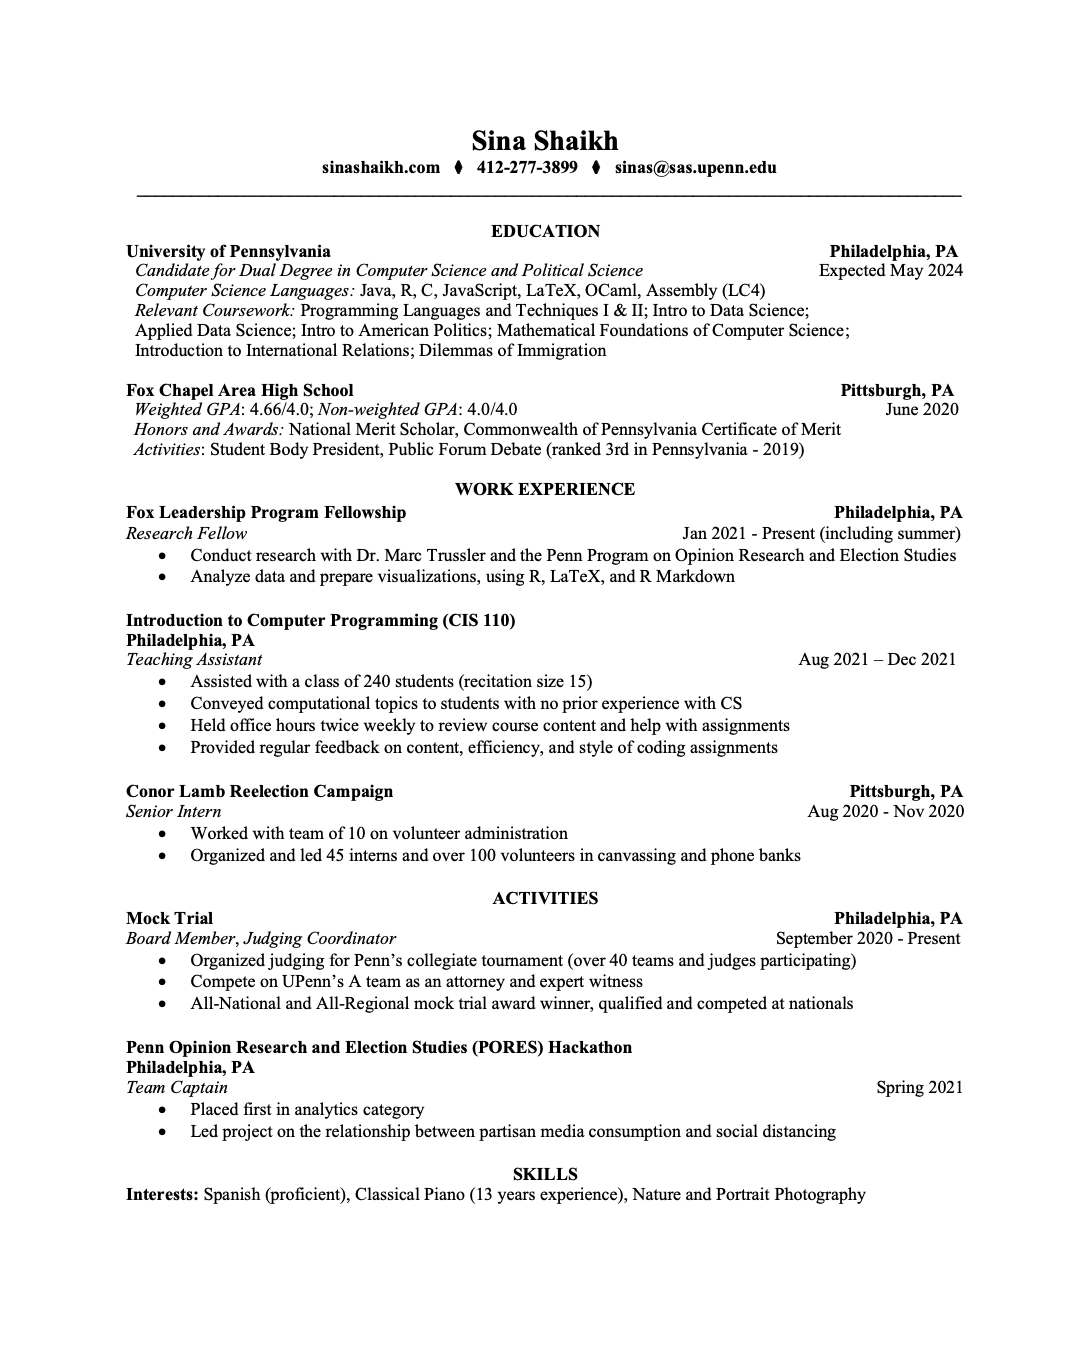 Sina Shaikh
sinashaikh.com ⧫ 412-277-3899 ⧫ sinas@sas.upenn.edu
EDUCATION
University of Pennsylvania Philadelphia, PA
Candidate for Dual Degree in Computer Science and Political Science Expected May 2024
Computer Science Languages: Java, R, C, JavaScript, LaTeX, OCaml, Assembly (LC4)
Relevant Coursework: Programming Languages and Techniques I & II; Intro to Data Science;
Applied Data Science; Intro to American Politics; Mathematical Foundations of Computer Science;
Introduction to International Relations; Dilemmas of Immigration
Fox Chapel Area High School Pittsburgh, PA
Weighted GPA: 4.66/4.0; Non-weighted GPA: 4.0/4.0 June 2020
Honors and Awards: National Merit Scholar, Commonwealth of Pennsylvania Certificate of Merit
Activities: Student Body President, Public Forum Debate (ranked 3rd in Pennsylvania - 2019)
WORK EXPERIENCE
Fox Leadership Program Fellowship Philadelphia, PA
Research Fellow Jan 2021 - Present (including summer)
• Conduct research with Dr. Marc Trussler and the Penn Program on Opinion Research and Election Studies
• Analyze data and prepare visualizations, using R, LaTeX, and R Markdown
Introduction to Computer Programming (CIS 110)
Philadelphia, PA
Teaching Assistant Aug 2021 – Dec 2021
• Assisted with a class of 240 students (recitation size 15)
• Conveyed computational topics to students with no prior experience with CS
• Held office hours twice weekly to review course content and help with assignments
• Provided regular feedback on content, efficiency, and style of coding assignments
Conor Lamb Reelection Campaign Pittsburgh, PA
Senior Intern Aug 2020 - Nov 2020
• Worked with team of 10 on volunteer administration
• Organized and led 45 interns and over 100 volunteers in canvassing and phone banks
ACTIVITIES
Mock Trial Philadelphia, PA
Board Member, Judging Coordinator September 2020 - Present
• Organized judging for Penn’s collegiate tournament (over 40 teams and judges participating)
• Compete on UPenn’s A team as an attorney and expert witness
• All-National and All-Regional mock trial award winner, qualified and competed at nationals
Penn Opinion Research and Election Studies (PORES) Hackathon
Philadelphia, PA
Team Captain Spring 2021
• Placed first in analytics category
• Led project on the relationship between partisan media consumption and social distancing
SKILLS
Interests: Spanish (proficient), Classical Piano (13 years experience), Nature and Portrait Photography